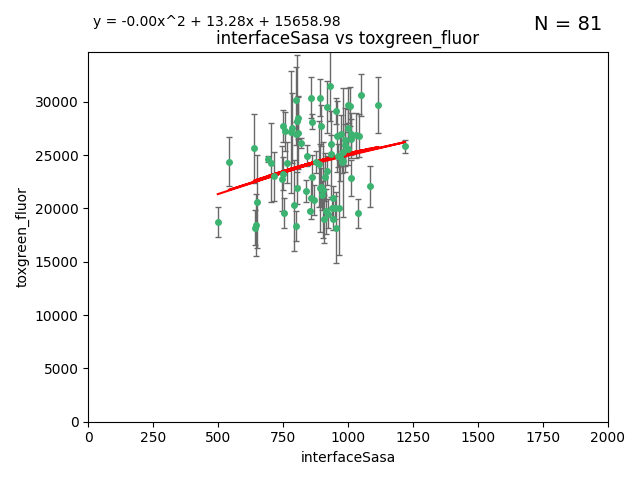 y = -0.00x^2 + 13.28x + 15658.98
N = 81
interfaceSasa vs toxgreen_fluor
30000
25000
20000
15000
10000
5000
0
toxgreen_fluor
0 250 500 750 1000 1250 1500 1750 2000
interfaceSasa